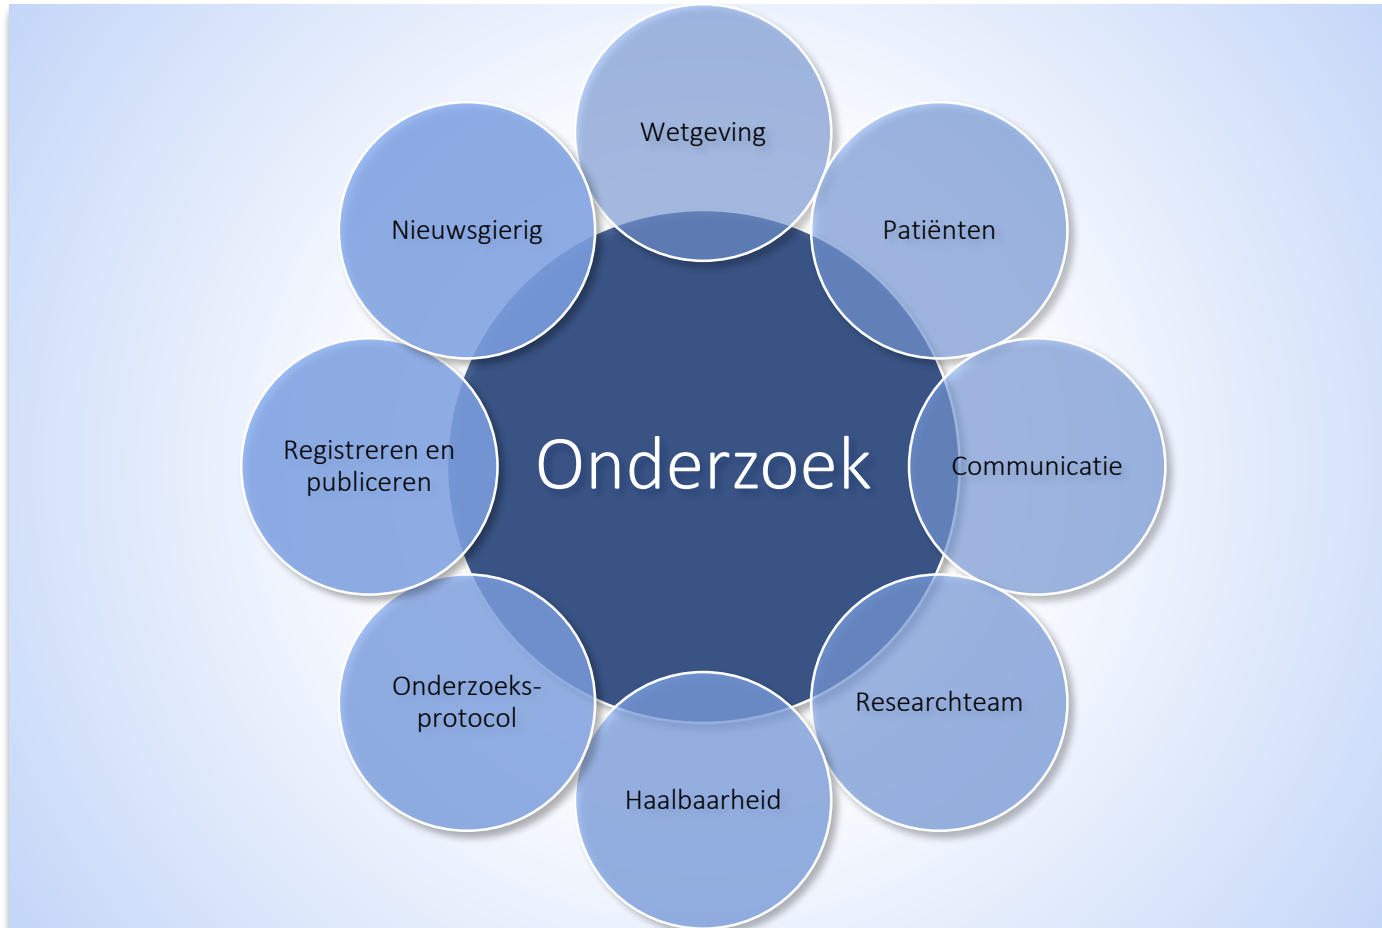 Wetgeving
Nieuwsgierig
Patiënten
Registreren en
publiceren
Onderzoek
Communicatie
Onderzoeks-
protocol
Researchteam
Haalbaarheid